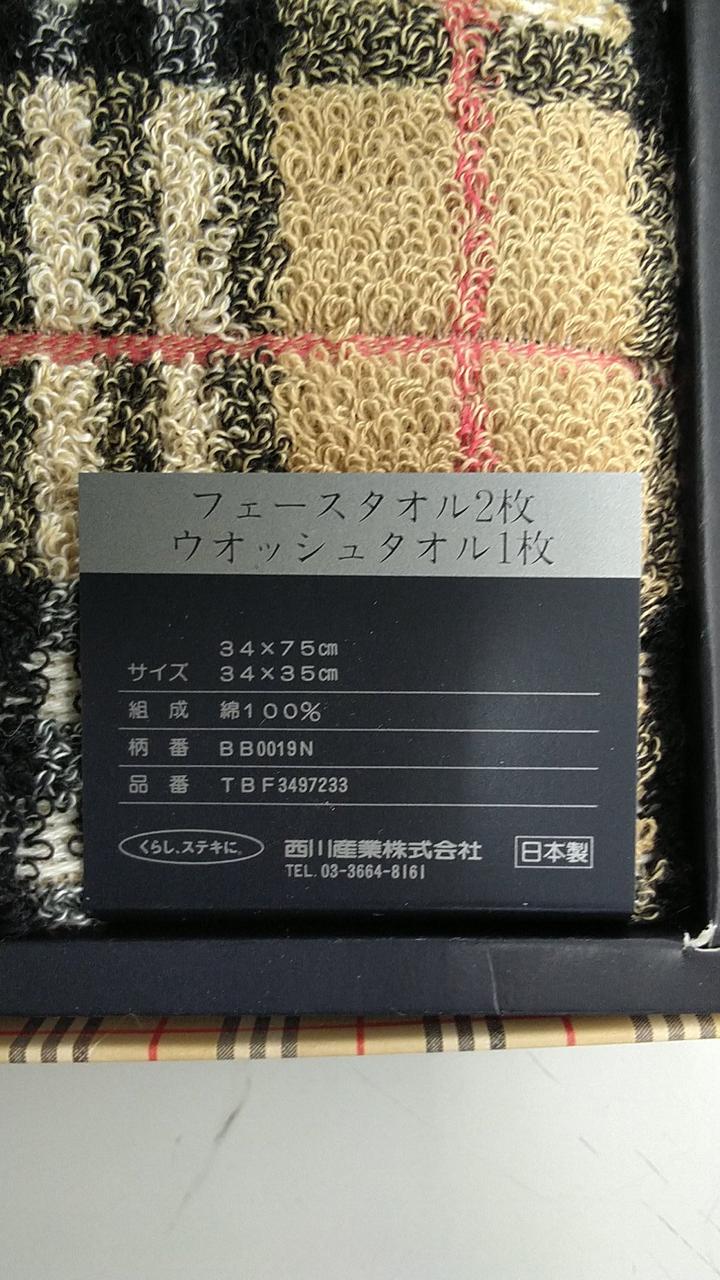 フェースタオル2枚
ウオッシュタオル1枚
34×75㎝
サイズ 34×35㎝
組成 綿100%
柄番 BB0019N
品番 TBF3497233
くらし、ステキに。 西川産業株式会社 日本製
TEL.03-3664-8161